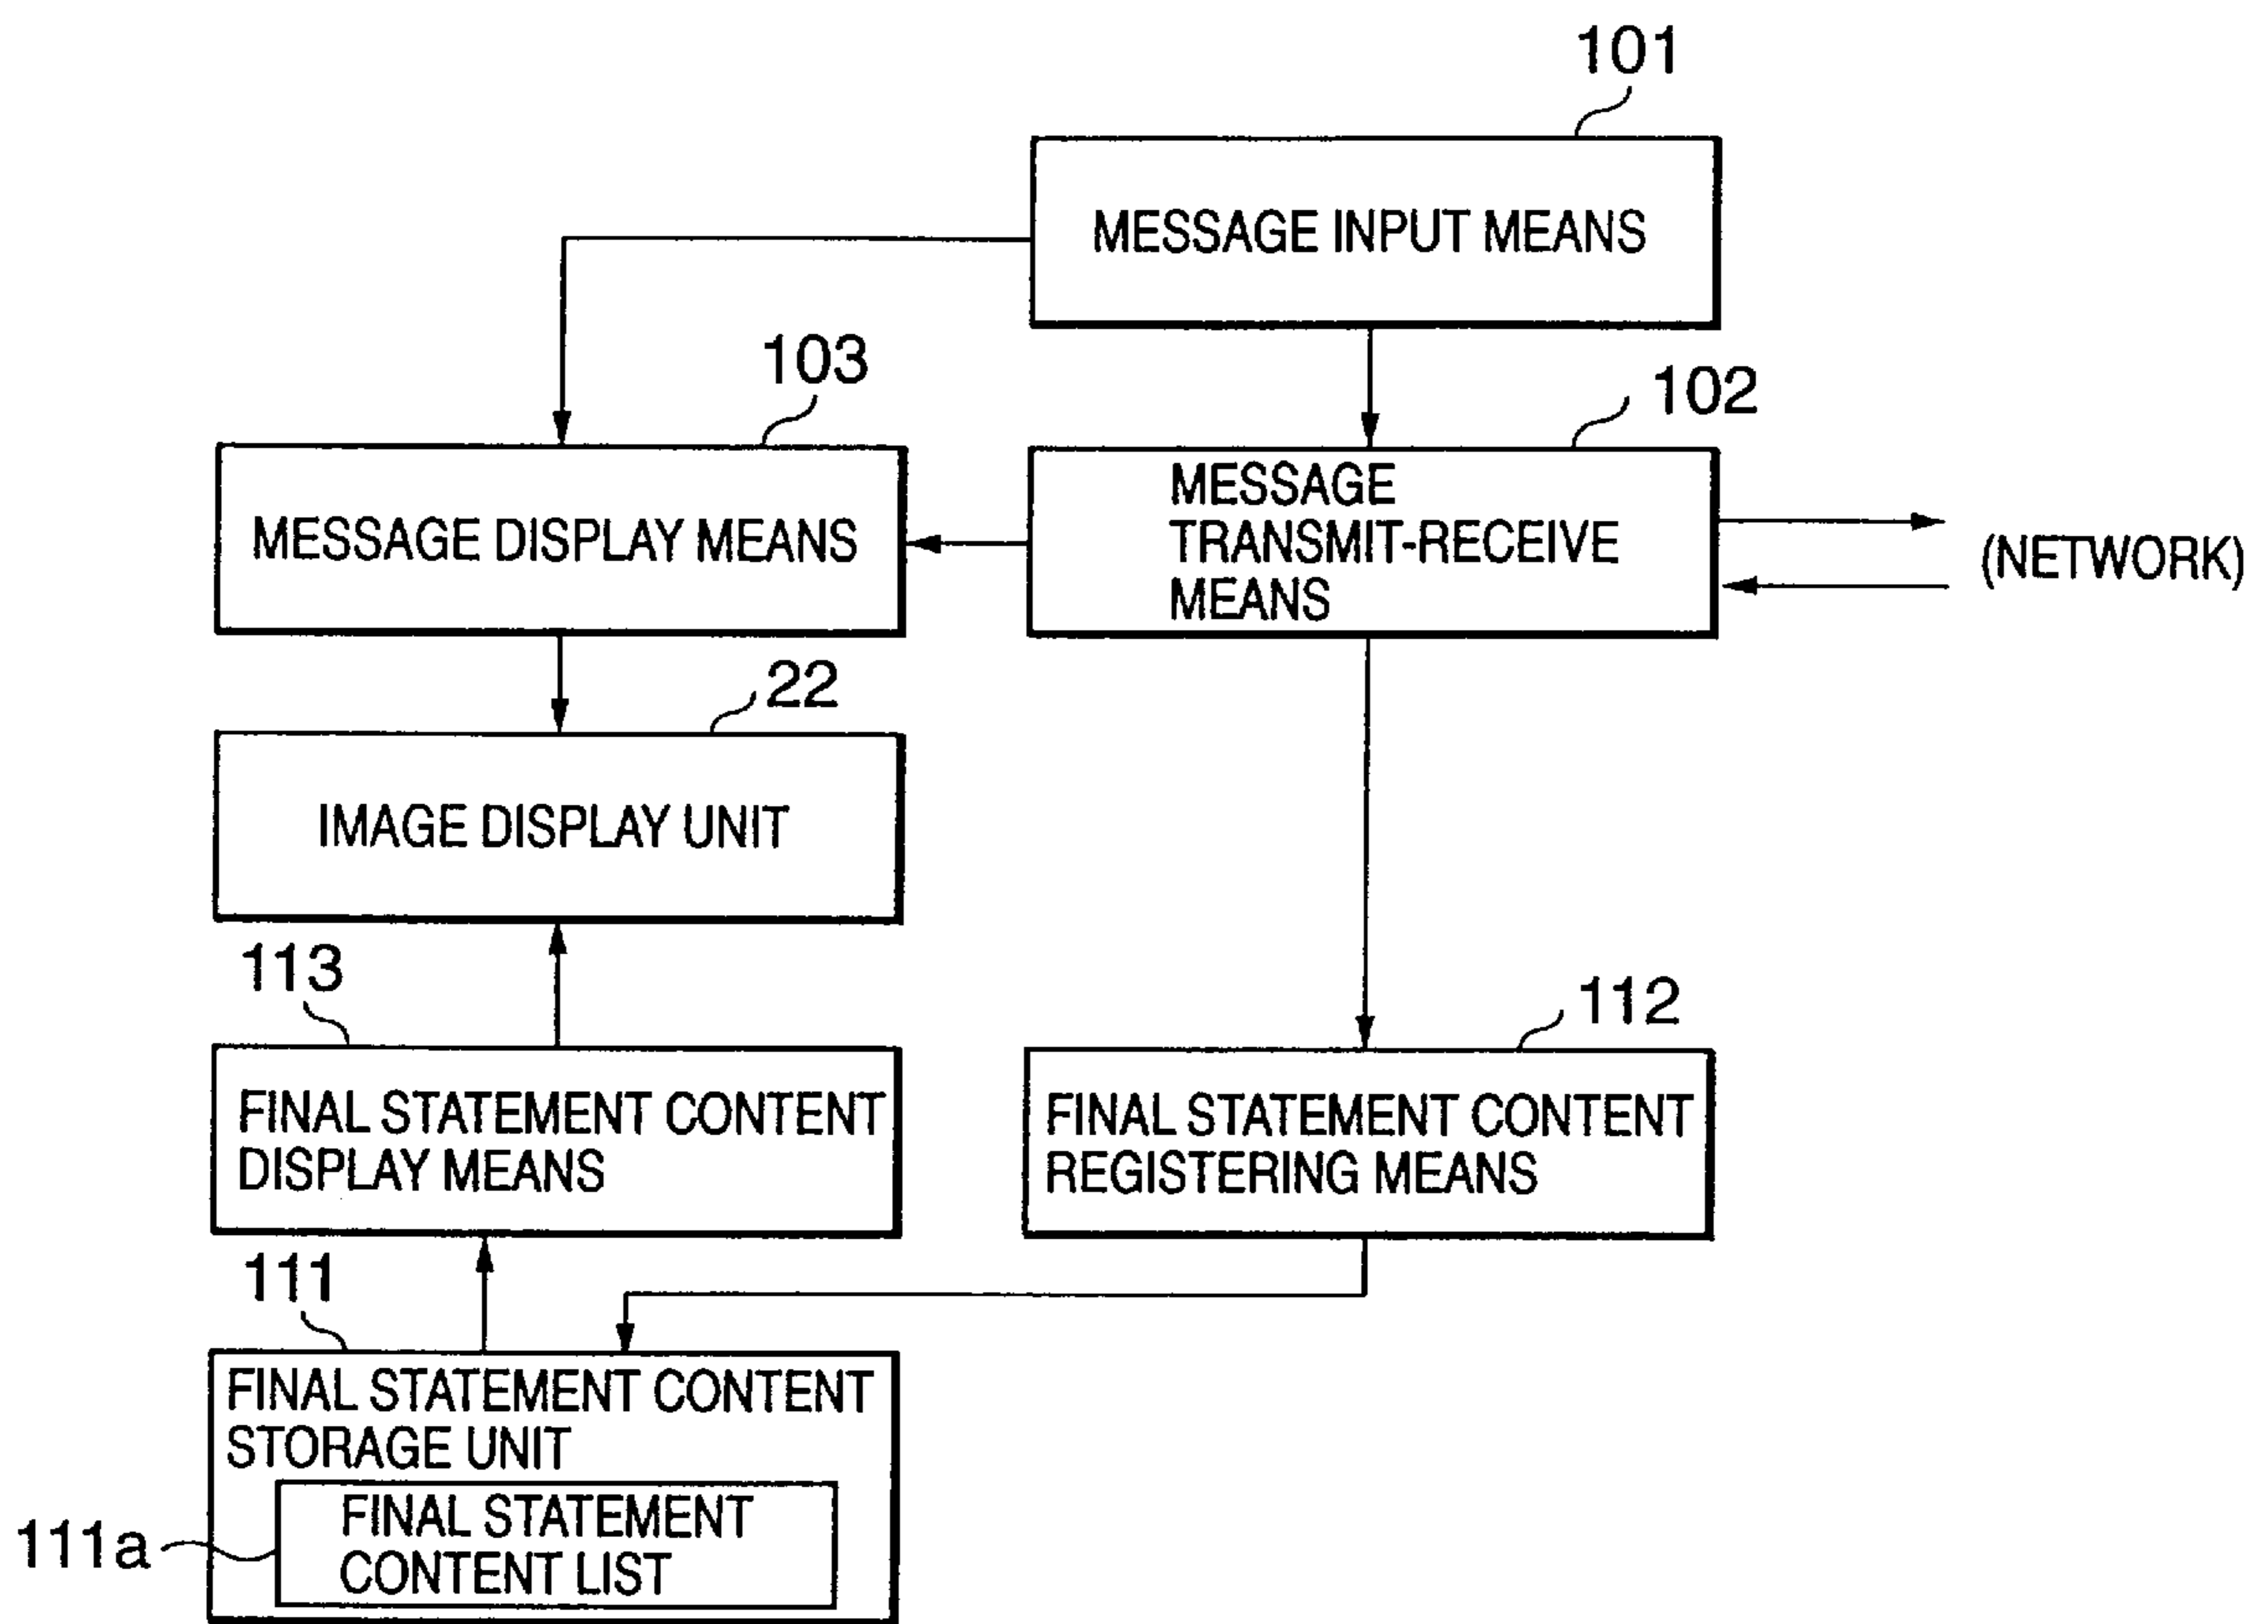 101
MESSAGE INPUT MEANS
103
102
MESSAGE DISPLAY MEANS
MESSAGE
TRANSMIT-RECEIVE
MEANS
(NETWORK)
22
IMAGE DISPLAY UNIT
113
112
FINAL STATEMENT CONTENT
DISPLAY MEANS
FINAL STATEMENT CONTENT
REGISTERING MEANS
111
FINAL STATEMENT CONTENT
STORAGE UNIT
111a
FINAL STATEMENT
CONTENT LIST